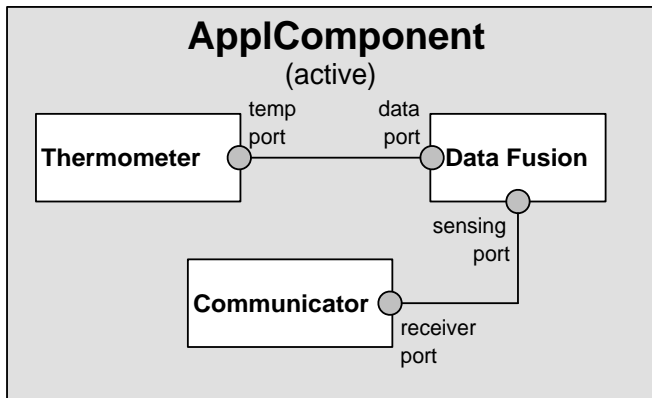 ApplComponent
(active)
temp
port
data
port
Thermometer
Data Fusion
sensing
port
Communicator
receiver
port